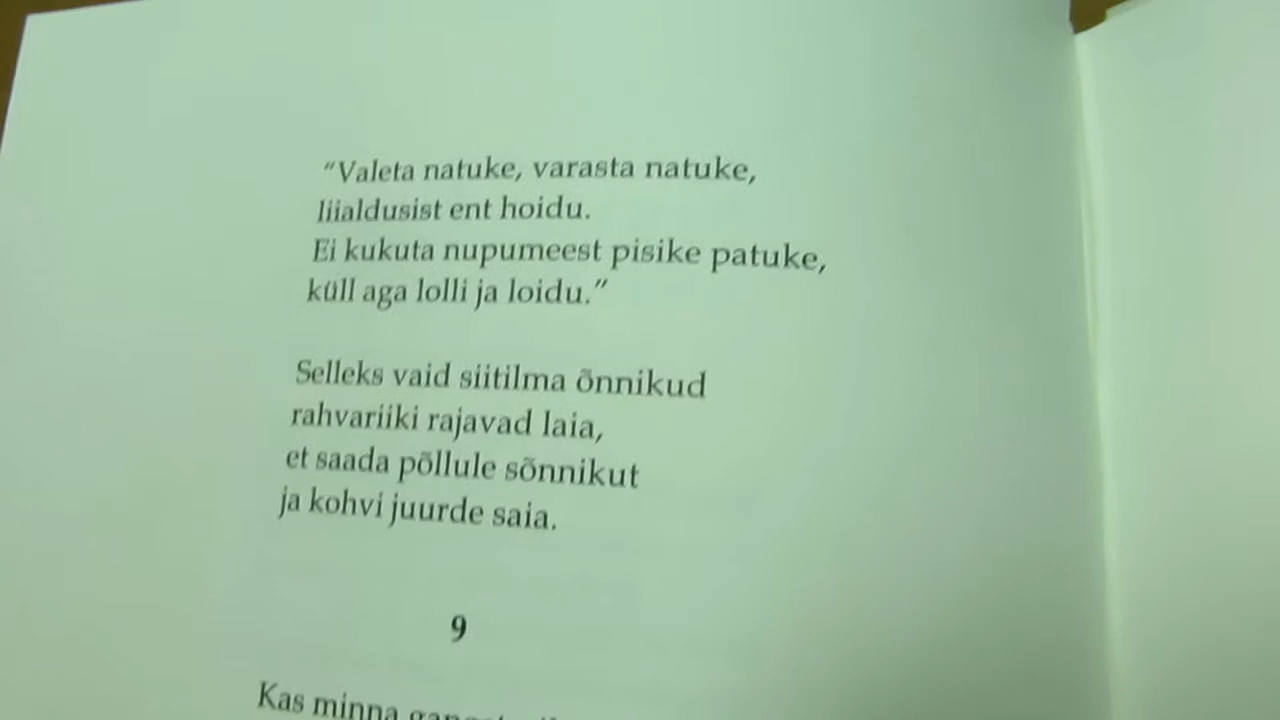 “Valeta natuke, varasta natuke,
liialdusist ent hoidu.
Ei kukuta nupumeest pisike patuke,
küll aga lolli ja loidu.”
Selleks vaid siitilma õnnikud
rahvariiki rajavad laia,
et saada põllule sõnnikut
ja kohvi juurde saia.
9
Kas minna